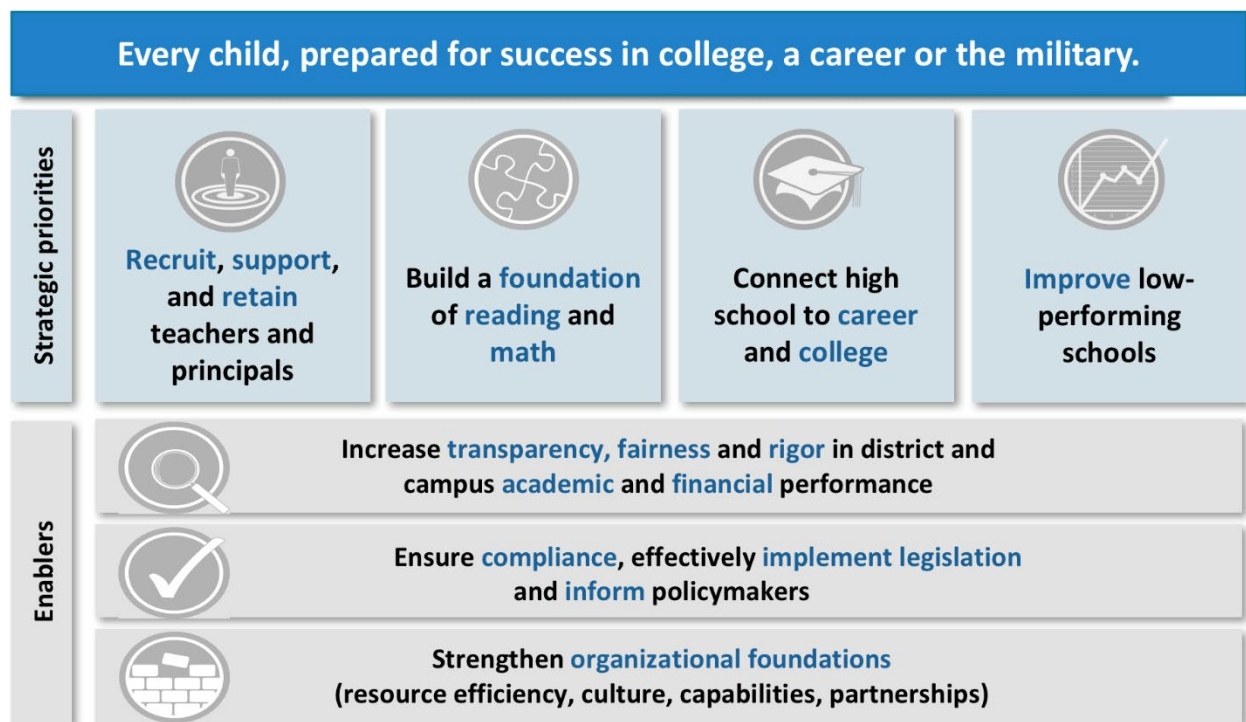 Every child, prepared for success in college, a career or the military.
Strategic priorities
Recruit, support,
and retain
teachers and
principals
Build a foundation
of reading and
math
Connect high
school to career
and college
Improve low-
performing
schools
Enablers
Increase transparency, fairness and rigor in district and
campus academic and financial performance
Ensure compliance, effectively implement legislation
and inform policymakers
Strengthen organizational foundations
(resource efficiency, culture, capabilities, partnerships)